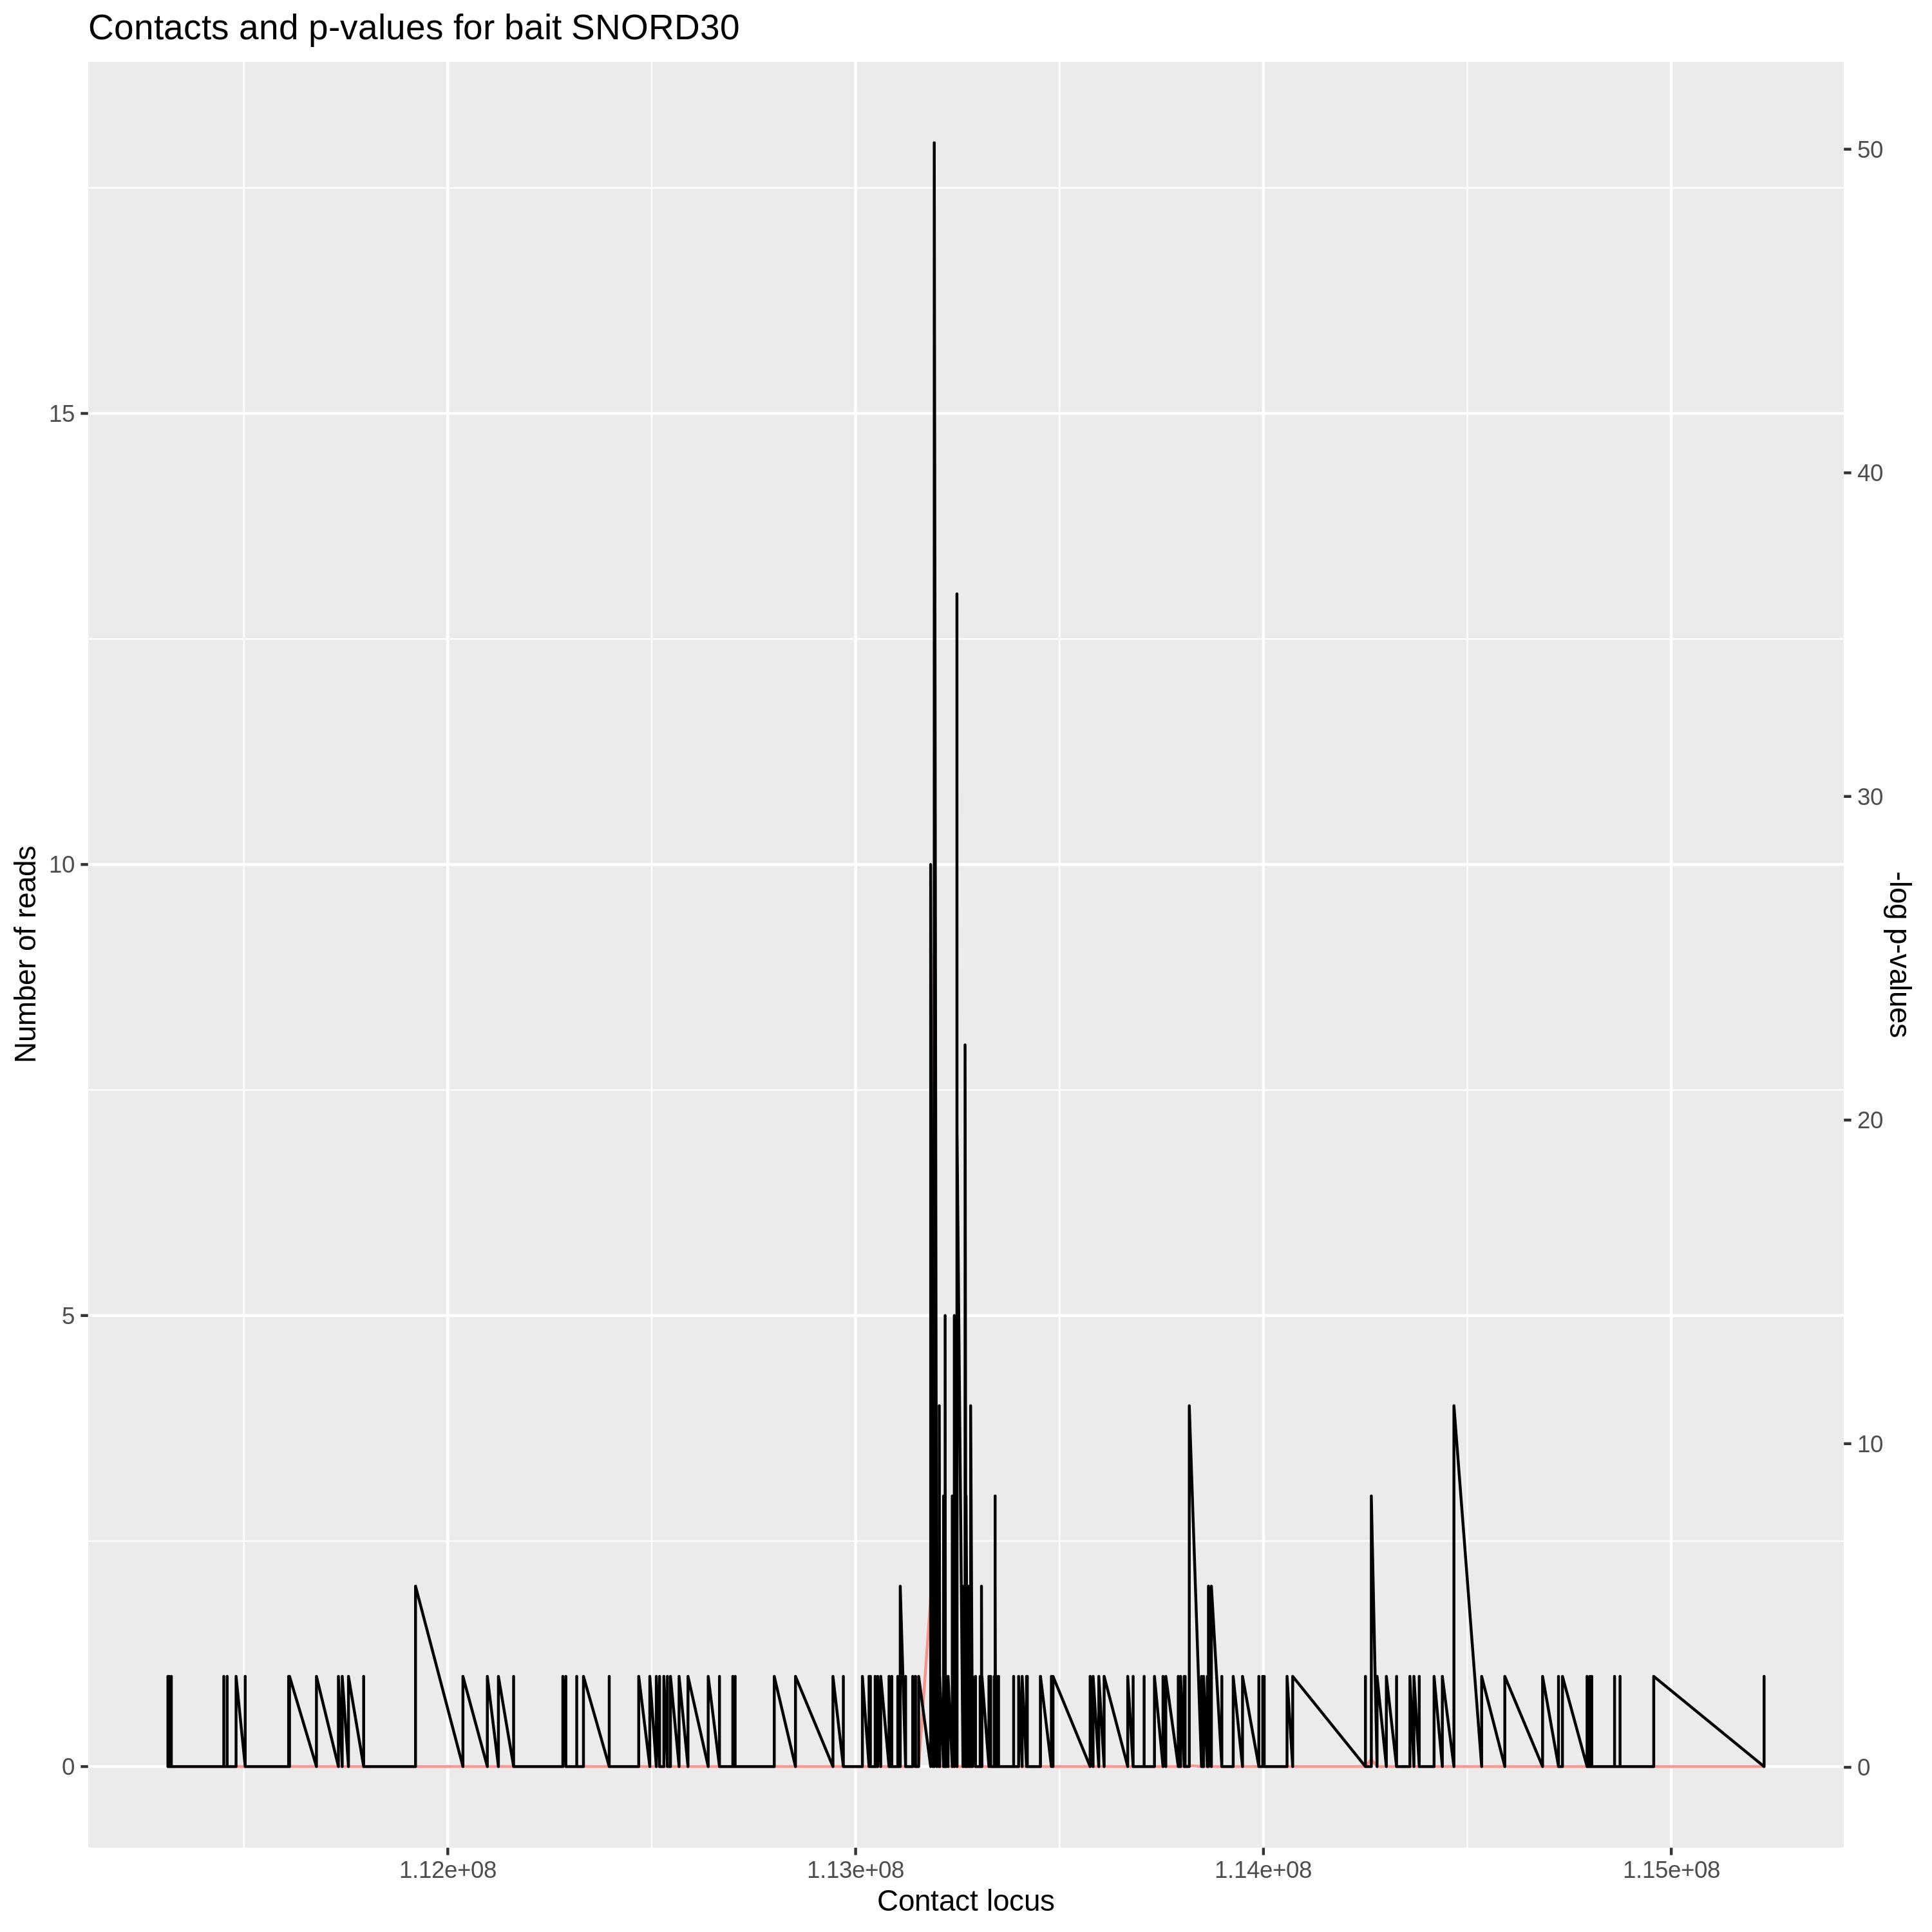 Contacts and p-values for bait SNORD30
Number of reads
15
10
5
0
50
40
30
20
10
0
-log p-values
1.12e+08
1.13e+08
1.14e+08
1.15e+08
Contact locus